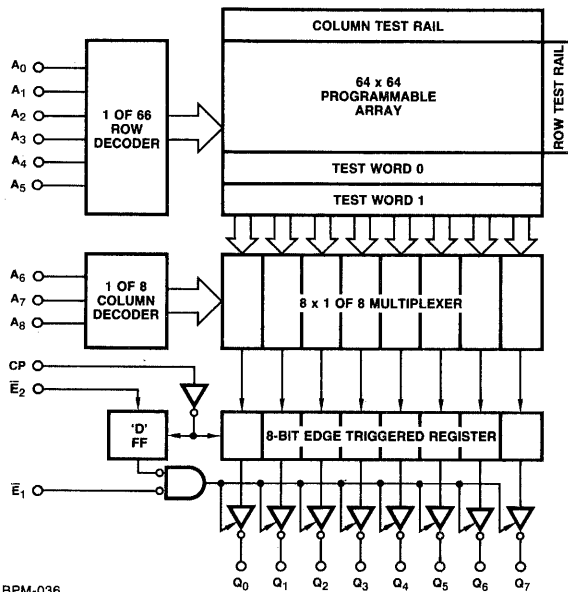 COLUMN TEST RAIL
ROW TEST RAIL
64 x 64
PROGRAMMABLE
ARRAY
TEST WORD 0
TEST WORD 1
A0
A1
A2
A3
A4
A5
1 OF 66
ROW
DECODER
A6
A7
A8
1 OF 8
COLUMN
DECODER
8 x 1 OF 8 MULTIPLEXER
CP
E̅2
'D'
FF
8-BIT EDGE TRIGGERED REGISTER
E̅1
Q0 Q1 Q2 Q3 Q4 Q5 Q6 Q7
BPM-036